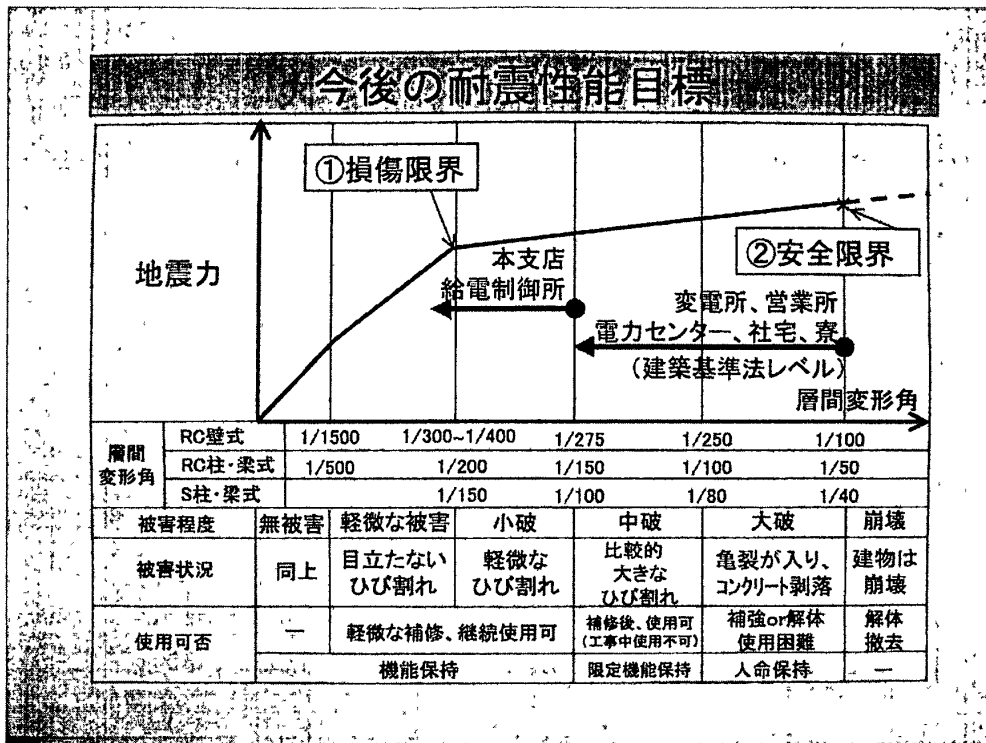 今後の耐震性能目標
①損傷限界
地震力
本支店
給電制御所
②安全限界
変電所、営業所
電力センター、社宅、寮
(建築基準法レベル)
層間変形角
層間
変形角
RC壁式 1/1500 1/300~1/400 1/275 1/250 1/100
RC柱・梁式 1/500 1/200 1/150 1/100 1/50
S柱・梁式 1/150 1/100 1/80 1/40
被害程度 無被害 軽微な被害 小破 中破 大破 崩壊
被害状況 同上
目立たない
ひび割れ
軽微な
ひび割れ
比較的
大きな
ひび割れ
亀裂が入り、
コンクリート剥落
建物は
崩壊
使用可否 ― 軽微な補修、継続使用可
補修後、使用可
(工事中使用不可)
補強or解体
使用困難
解体
撤去
機能保持 限定機能保持 人命保持 ―